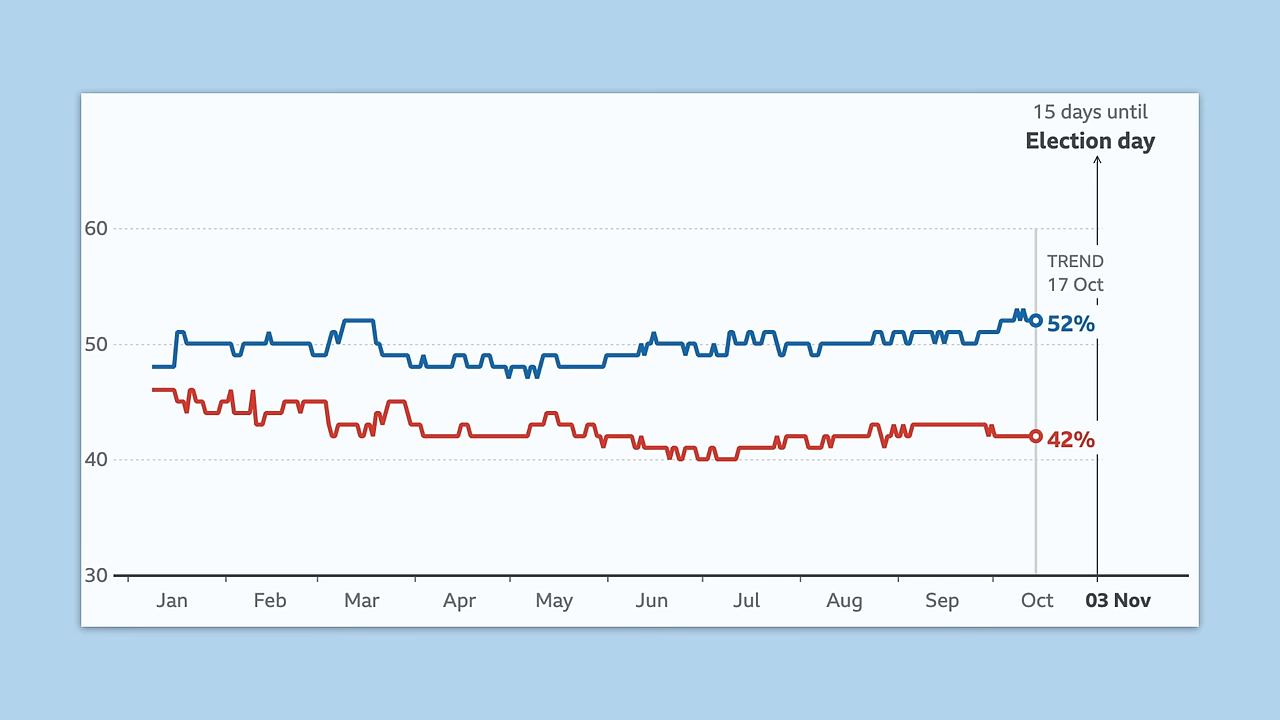 15 days until
Election day
60
TREND
17 Oct
52%
50
42%
40
30
Jan Feb Mar Apr May Jun Jul Aug Sep Oct 03 Nov